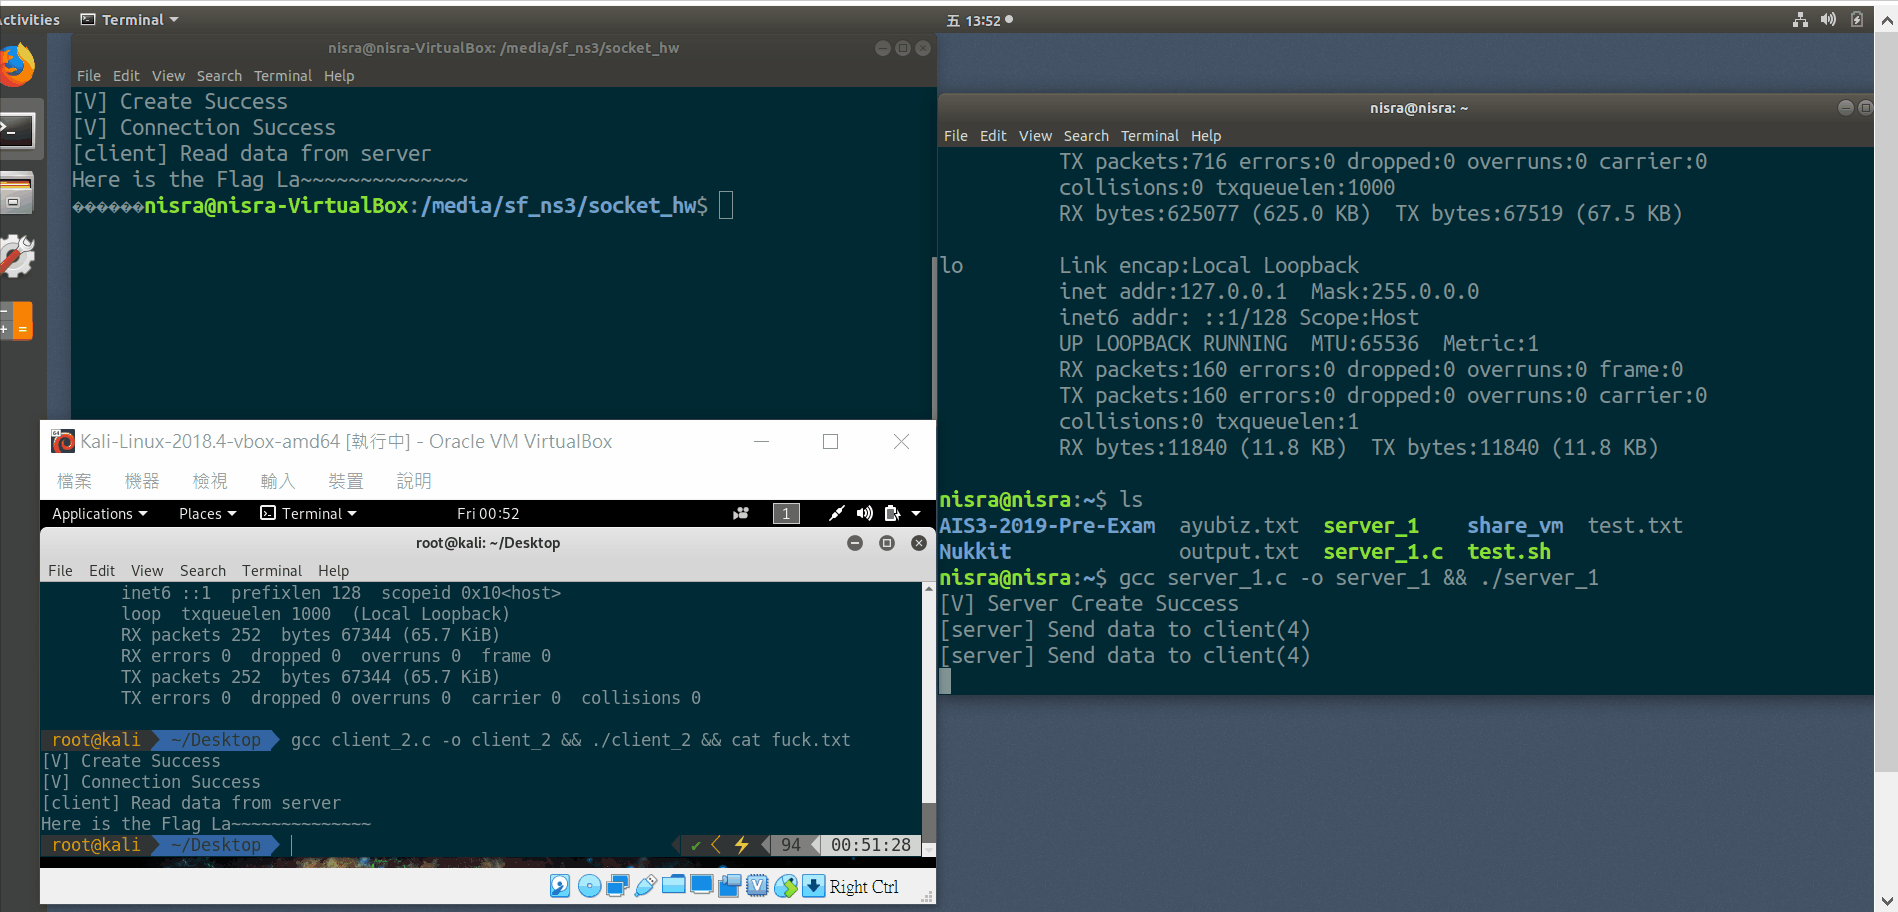 ctivities
Terminal
五 13:52
nisra@nisra-VirtualBox: /media/sf_ns3/socket_hw
File Edit View Search Terminal Help
[V] Create Success
[V] Connection Success
[client] Read data from server
Here is the Flag La~~~~~~~~~~~~~~
������nisra@nisra-VirtualBox:/media/sf_ns3/socket_hw$
nisra@nisra: ~
File Edit View Search Terminal Help
TX packets:716 errors:0 dropped:0 overruns:0 carrier:0
collisions:0 txqueuelen:1000
RX bytes:625077 (625.0 KB)  TX bytes:67519 (67.5 KB)
lo        Link encap:Local Loopback
inet addr:127.0.0.1  Mask:255.0.0.0
inet6 addr: ::1/128 Scope:Host
UP LOOPBACK RUNNING  MTU:65536  Metric:1
RX packets:160 errors:0 dropped:0 overruns:0 frame:0
TX packets:160 errors:0 dropped:0 overruns:0 carrier:0
collisions:0 txqueuelen:1
RX bytes:11840 (11.8 KB)  TX bytes:11840 (11.8 KB)
nisra@nisra:~$ ls
AIS3-2019-Pre-Exam  ayubiz.txt  server_1    share_vm  test.txt
Nukkit              output.txt  server_1.c  test.sh
nisra@nisra:~$ gcc server_1.c -o server_1 && ./server_1
[V] Server Create Success
[server] Send data to client(4)
[server] Send data to client(4)
Kali-Linux-2018.4-vbox-amd64 [執行中] - Oracle VM VirtualBox
檔案 機器 檢視 輸入 裝置 說明
Applications Places Terminal Fri 00:52 1
root@kali: ~/Desktop
File Edit View Search Terminal Help
inet6 ::1  prefixlen 128  scopeid 0x10<host>
loop  txqueuelen 1000  (Local Loopback)
RX packets 252  bytes 67344 (65.7 KiB)
RX errors 0  dropped 0  overruns 0  frame 0
TX packets 252  bytes 67344 (65.7 KiB)
TX errors 0  dropped 0 overruns 0  carrier 0  collisions 0
root@kali ~/Desktop gcc client_2.c -o client_2 && ./client_2 && cat fuck.txt
[V] Create Success
[V] Connection Success
[client] Read data from server
Here is the Flag La~~~~~~~~~~~~~~
root@kali ~/Desktop ✔ ⚡ 94 00:51:28
Right Ctrl